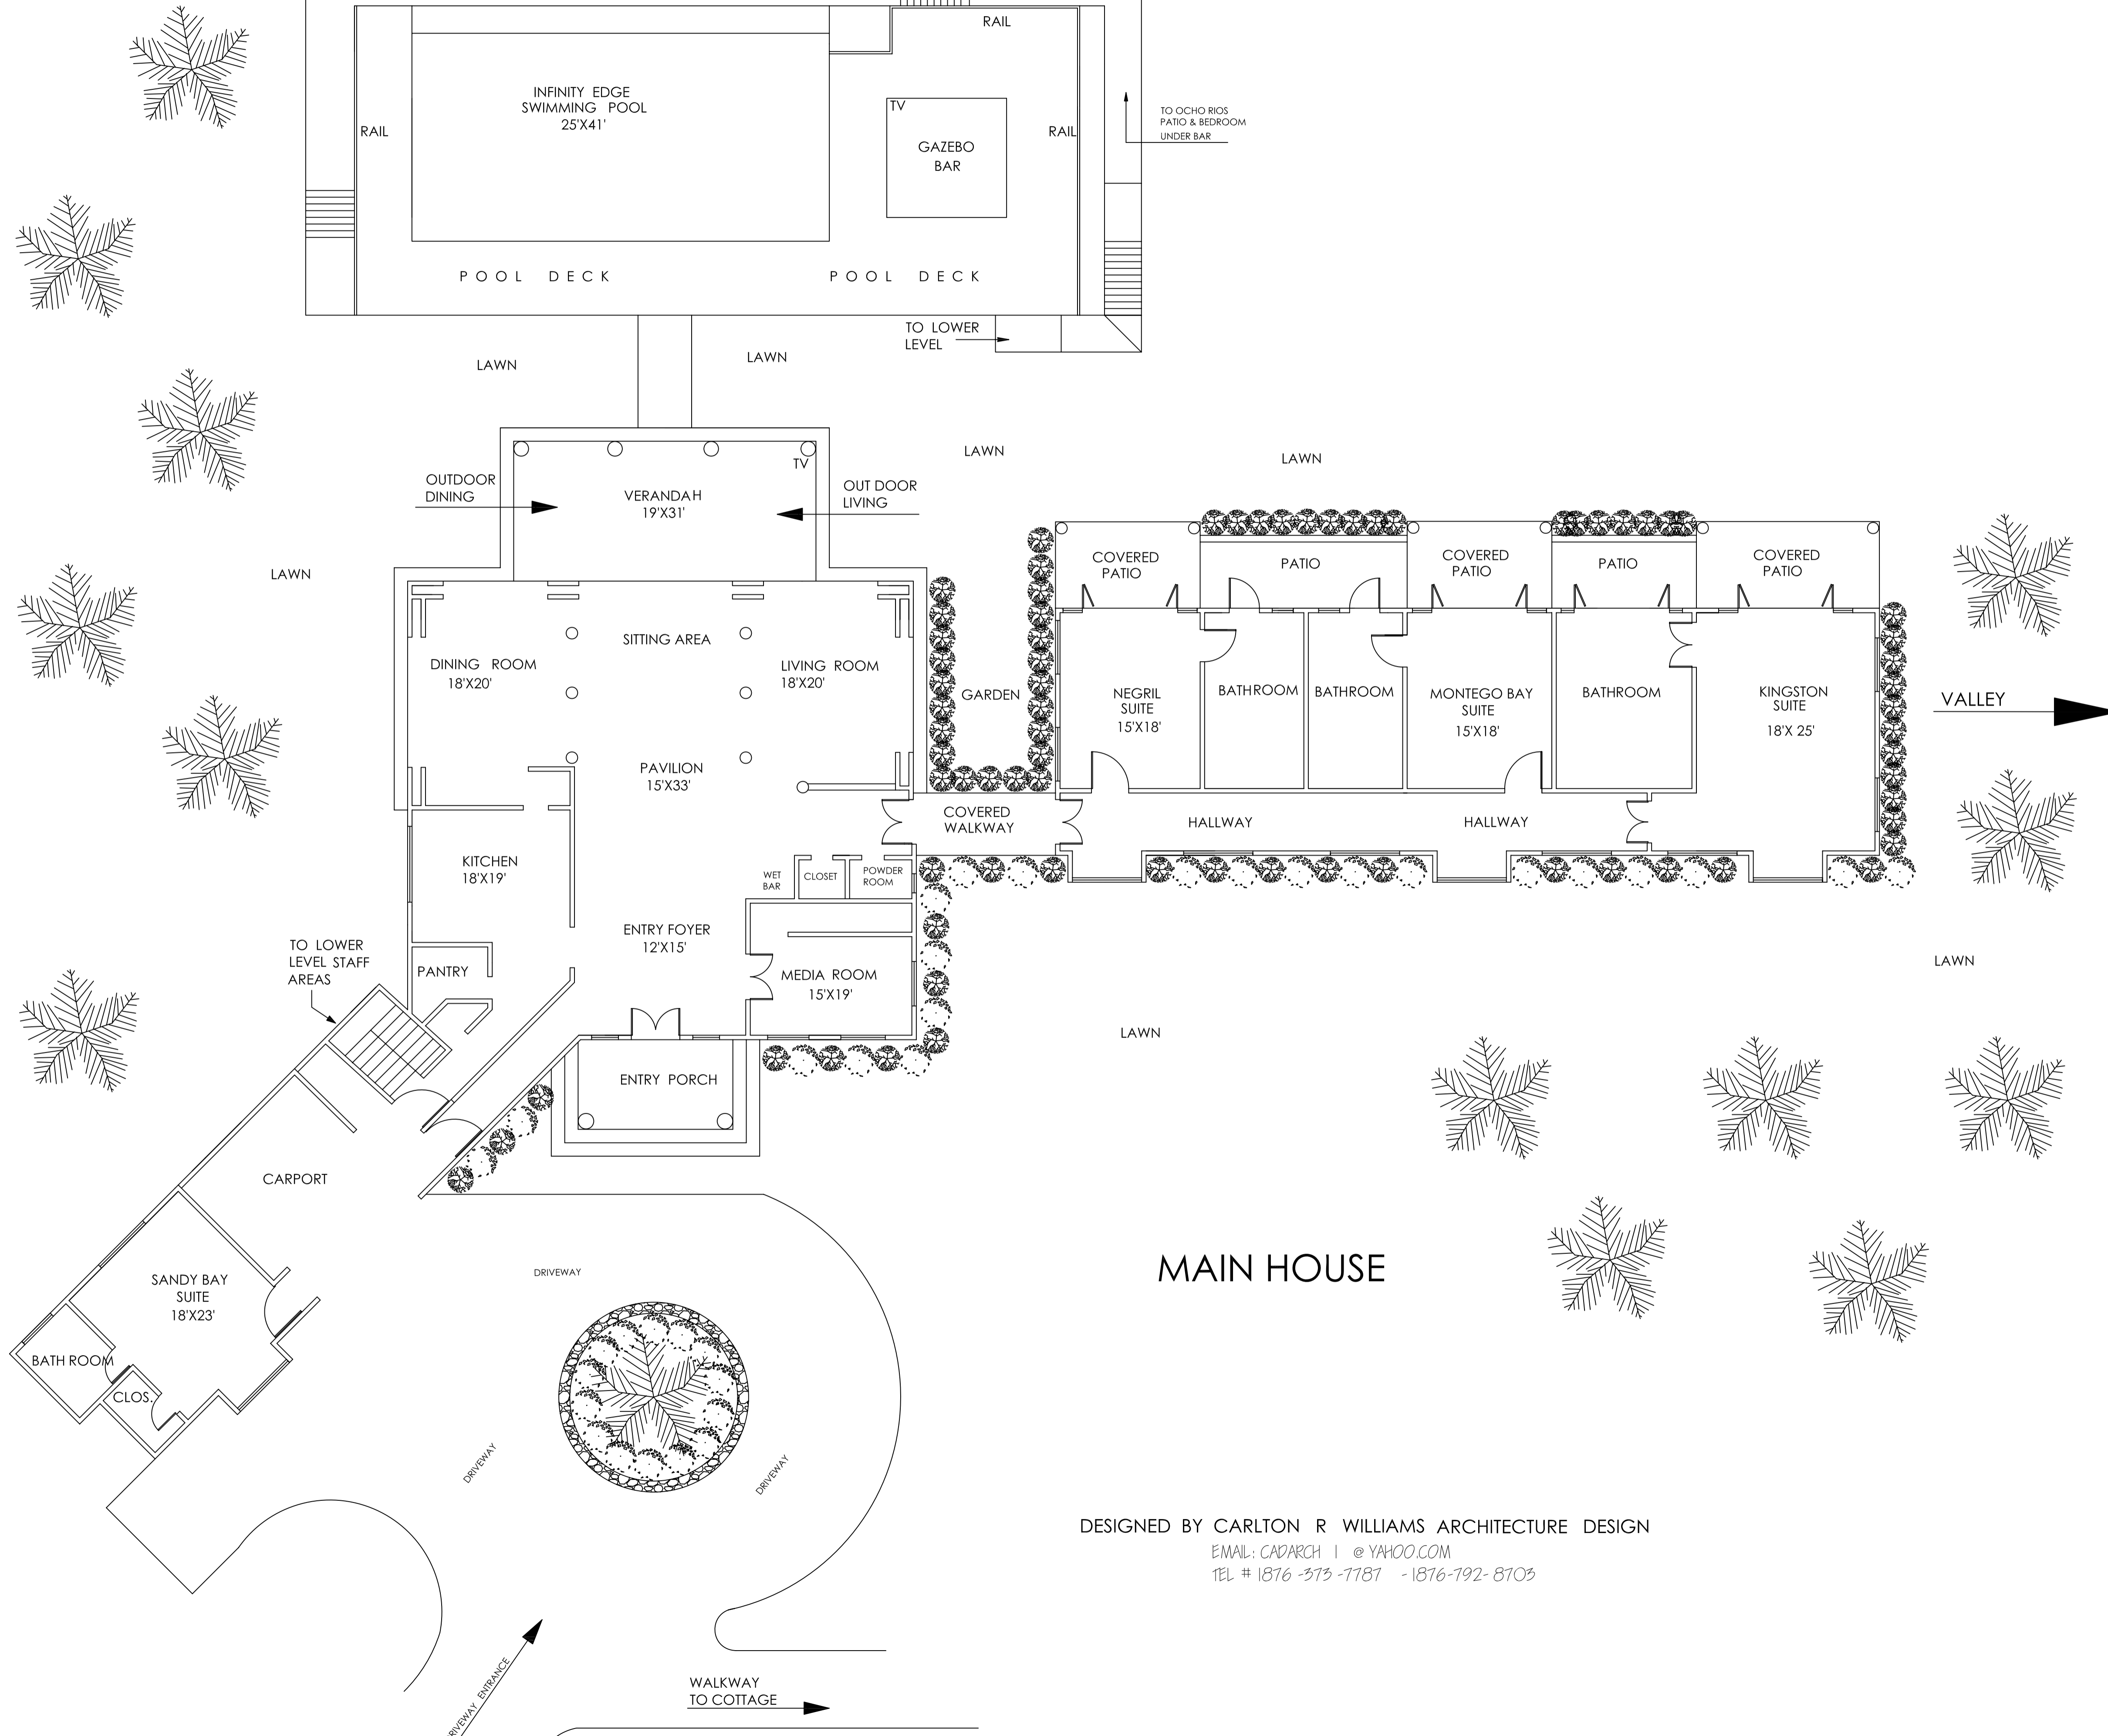 RAIL
INFINITY EDGE
SWIMMING POOL
25'X41'
TV
RAIL
RAIL
GAZEBO
BAR
TO OCHO RIOS
PATIO & BEDROOM
UNDER BAR
POOL DECK
POOL DECK
TO LOWER
LEVEL
LAWN
LAWN
LAWN
LAWN
TV
OUTDOOR
DINING
VERANDAH
19'X31'
OUT DOOR
LIVING
LAWN
COVERED
PATIO
PATIO
COVERED
PATIO
PATIO
COVERED
PATIO
SITTING AREA
DINING ROOM
18'X20'
LIVING ROOM
18'X20'
GARDEN
NEGRIL
SUITE
15'X18'
BATHROOM
BATHROOM
MONTEGO BAY
SUITE
15'X18'
BATHROOM
KINGSTON
SUITE
18'X 25'
VALLEY
PAVILION
15'X33'
COVERED
WALKWAY
HALLWAY
HALLWAY
KITCHEN
18'X19'
WET
BAR
CLOSET
POWDER
ROOM
ENTRY FOYER
12'X15'
TO LOWER
LEVEL STAFF
AREAS
PANTRY
MEDIA ROOM
15'X19'
LAWN
LAWN
ENTRY PORCH
CARPORT
SANDY BAY
SUITE
18'X23'
BATH ROOM
CLOS.
DRIVEWAY
MAIN HOUSE
DRIVEWAY
DRIVEWAY
DESIGNED BY CARLTON R WILLIAMS ARCHITECTURE DESIGN
EMAIL: CADARCH 1 @ YAHOO.COM
TEL # 1876 -373 -7787 - 1876-792- 8703
RIVEWAY ENTRANCE
WALKWAY
TO COTTAGE